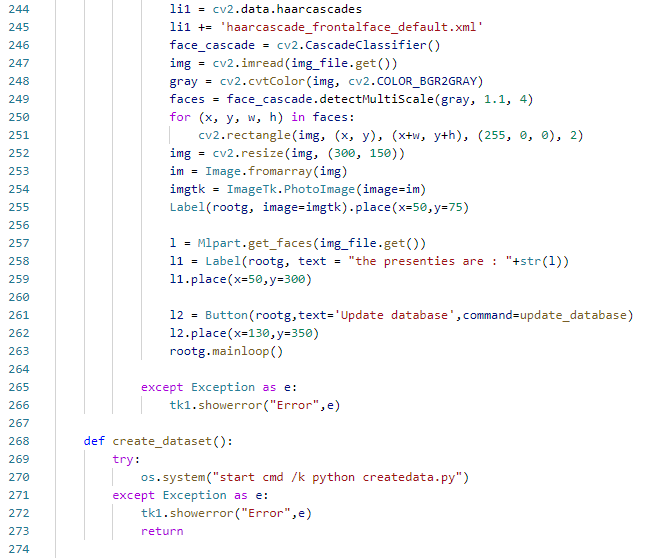 244 li1 = cv2.data.haarcascades
245 li1 += 'haarcascade_frontalface_default.xml'
246 face_cascade = cv2.CascadeClassifier()
247 img = cv2.imread(img_file.get())
248 gray = cv2.cvtColor(img, cv2.COLOR_BGR2GRAY)
249 faces = face_cascade.detectMultiScale(gray, 1.1, 4)
250 for (x, y, w, h) in faces:
251 cv2.rectangle(img, (x, y), (x+w, y+h), (255, 0, 0), 2)
252 img = cv2.resize(img, (300, 150))
253 im = Image.fromarray(img)
254 imgtk = ImageTk.PhotoImage(image=im)
255 Label(rootg, image=imgtk).place(x=50,y=75)
256
257 l = Mlpart.get_faces(img_file.get())
258 l1 = Label(rootg, text = "the presenties are : "+str(l))
259 l1.place(x=50,y=300)
260
261 l2 = Button(rootg,text='Update database',command=update_database)
262 l2.place(x=130,y=350)
263 rootg.mainloop()
264
265 except Exception as e:
266 tk1.showerror("Error",e)
267
268 def create_dataset():
269 try:
270 os.system("start cmd /k python createdata.py")
271 except Exception as e:
272 tk1.showerror("Error",e)
273 return
274